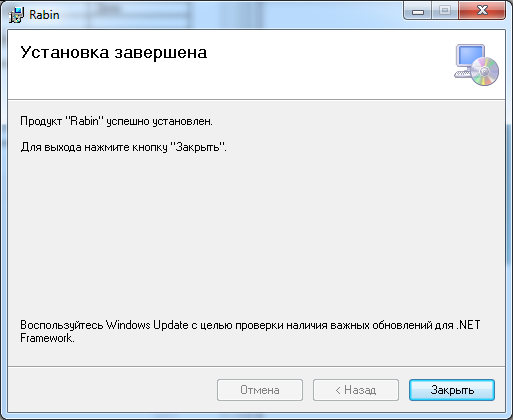 Rabin
Установка завершена
Продукт "Rabin" успешно установлен.
Для выхода нажмите кнопку "Закрыть".
Воспользуйтесь Windows Update с целью проверки наличия важных обновлений для .NET
Framework.
Отмена
< Назад
Закрыть